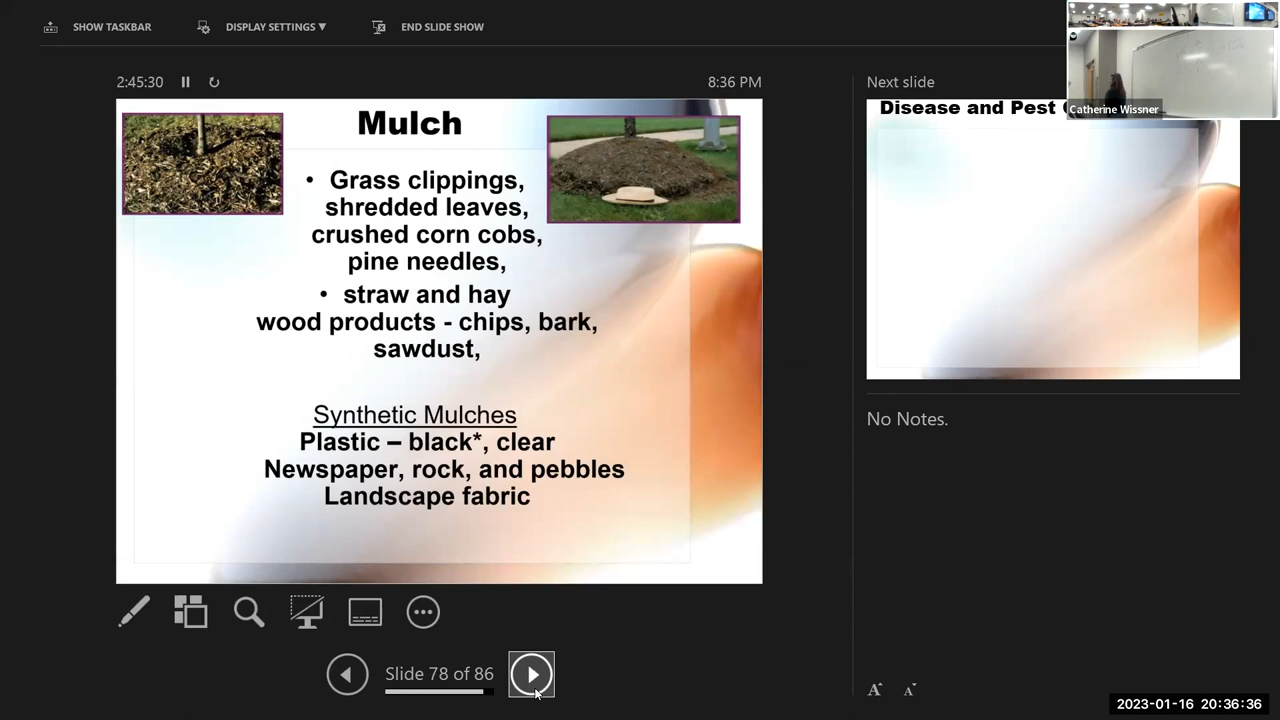 SHOW TASKBAR
DISPLAY SETTINGS ▼
END SLIDE SHOW
2:45:30
8:36 PM
Next slide
Catherine Wissner
Mulch
• Grass clippings,
shredded leaves,
crushed corn cobs,
pine needles,
• straw and hay
wood products - chips, bark,
sawdust,
Synthetic Mulches
Plastic – black*, clear
Newspaper, rock, and pebbles
Landscape fabric
Disease and Pest
No Notes.
Slide 78 of 86
A A
2023-01-16 20:36:36